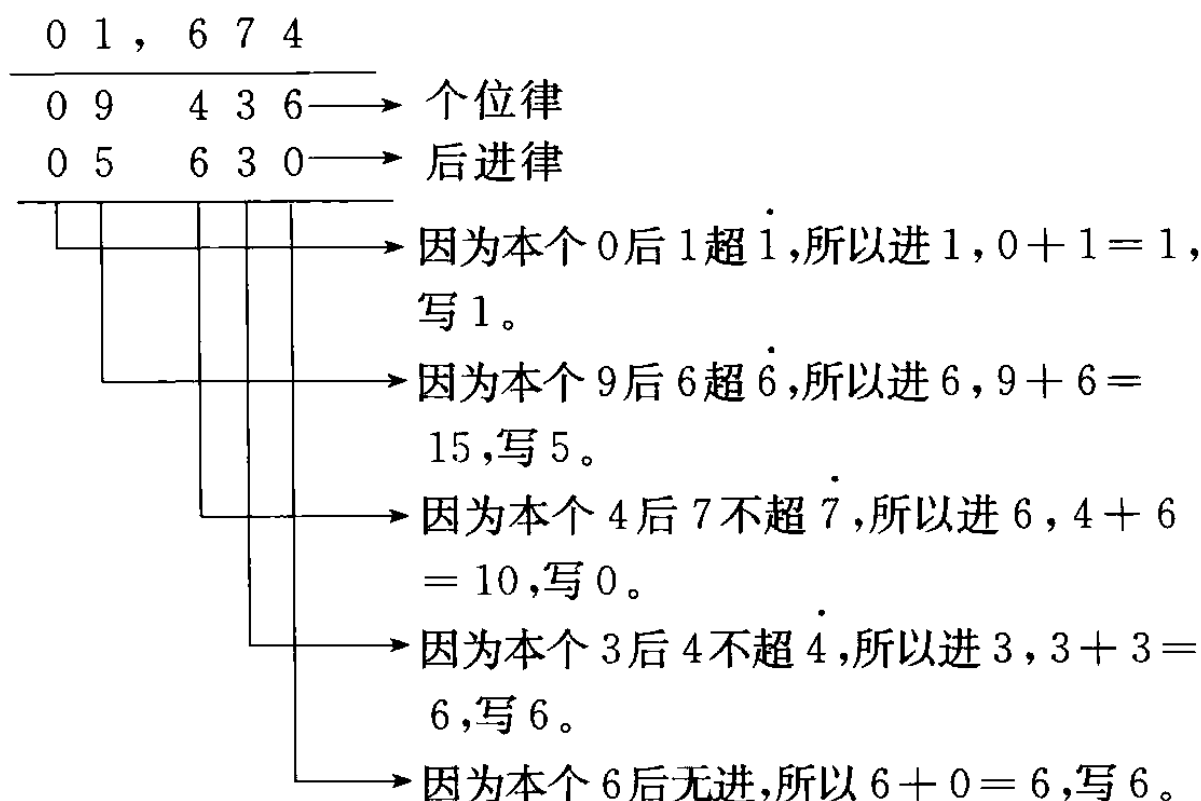 0 1 , 6 7 4
0 9 4 3 6 → 个位律
0 5 6 3 0 → 后进律
因为本个0后1超1̇,所以进1,0+1=1,
写1。
因为本个9后6超6̇,所以进6,9+6=
15,写5。
因为本个4后7不超7̇,所以进6,4+6
=10,写0。
因为本个3后4不超4̇,所以进3,3+3=
6,写6。
因为本个6后无进,所以6+0=6,写6。